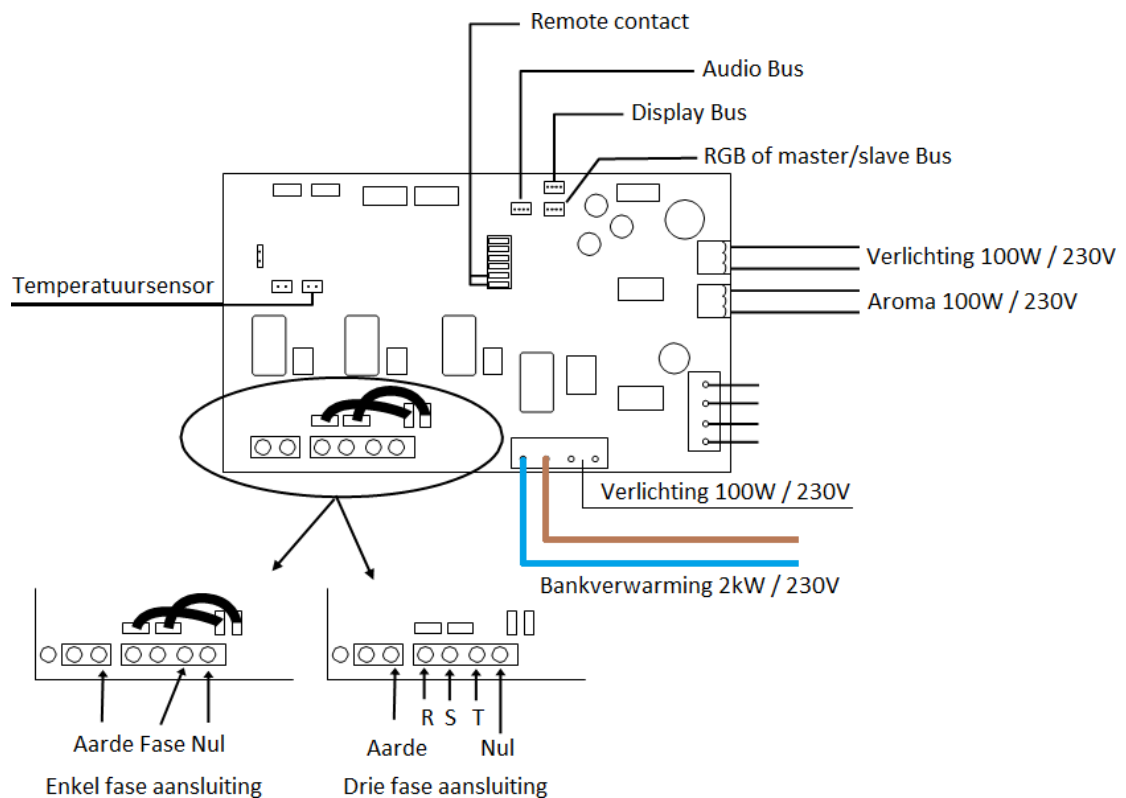 Remote contact
Audio Bus
Display Bus
RGB of master/slave Bus
Verlichting 100W / 230V
Temperatuursensor
Aroma 100W / 230V
Verlichting 100W / 230V
Bankverwarming 2kW / 230V
Aarde Fase Nul
Enkel fase aansluiting
R S T
Aarde Nul
Drie fase aansluiting